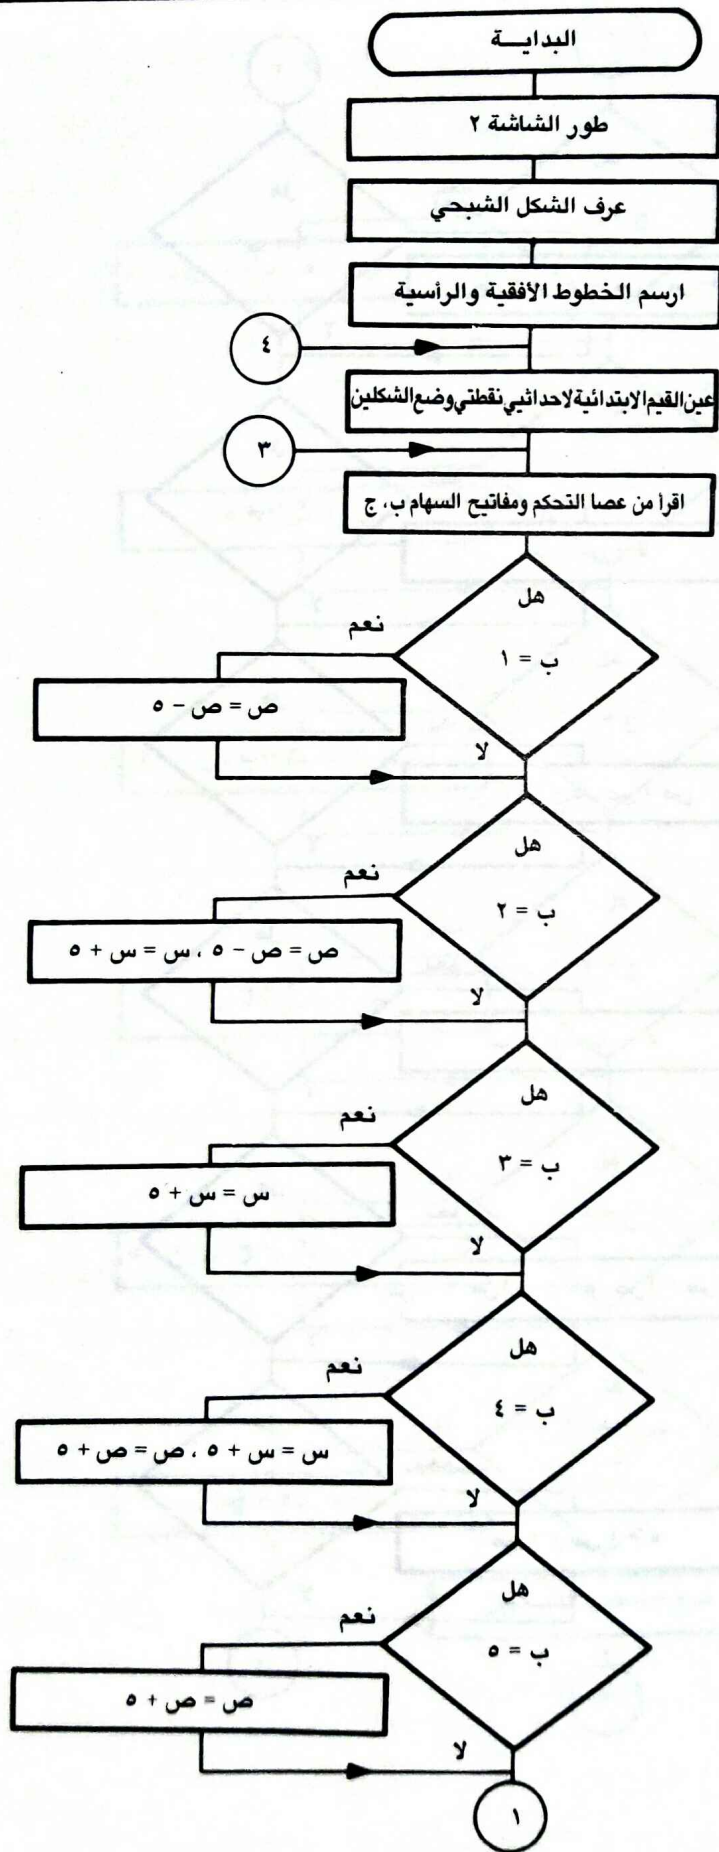 البدايـــة
طور الشاشة ٢
عرف الشكل الشبحي
ارسم الخطوط الأفقية والرأسية
٤
عين القيم الابتدائية لاحداثيي نقطتي وضع الشكلين
٣
اقرأ من عصا التحكم ومفاتيح السهام ب، ج
هل
ب = ١
نعم
ص = ص - ٥
لا
هل
ب = ٢
نعم
ص = ص - ٥ ، س = س + ٥
لا
هل
ب = ٣
نعم
س = س + ٥
لا
هل
ب = ٤
نعم
س = س + ٥ ، ص = ص + ٥
لا
هل
ب = ٥
نعم
ص = ص + ٥
لا
١